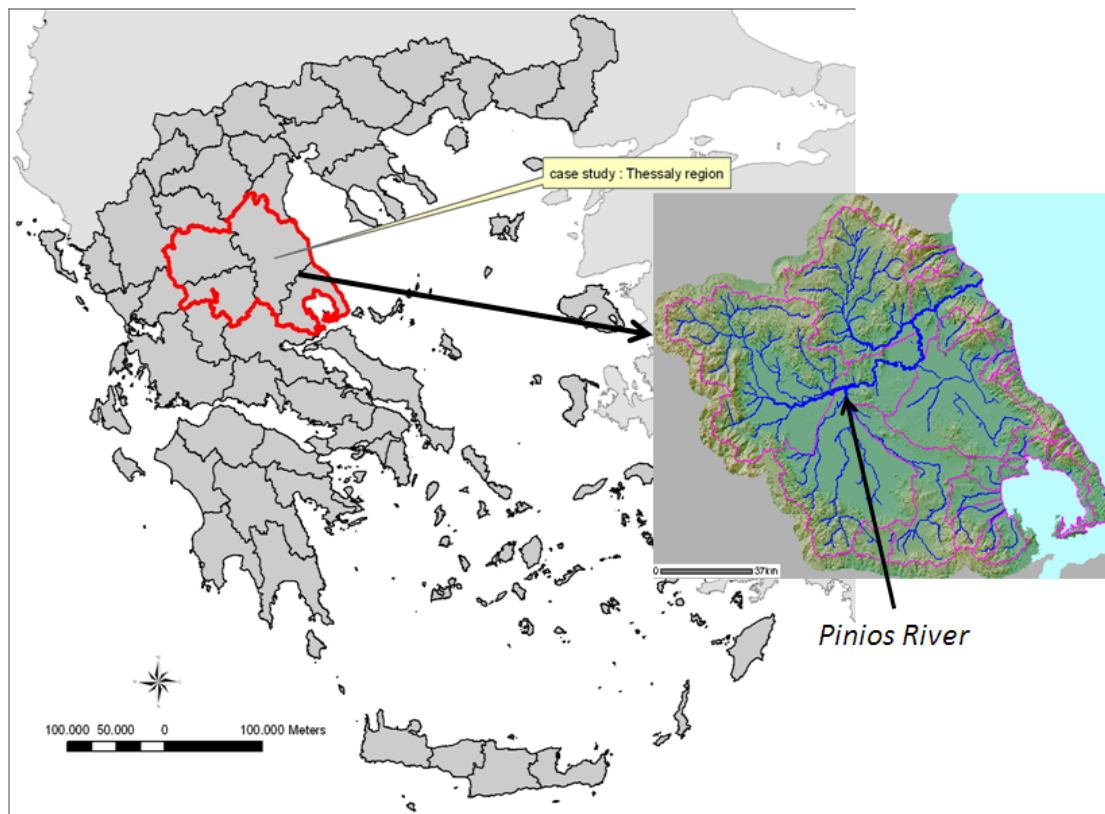 case study : Thessaly region
0 37km
Pinios River
100.000 50.000 0 100.000 Meters